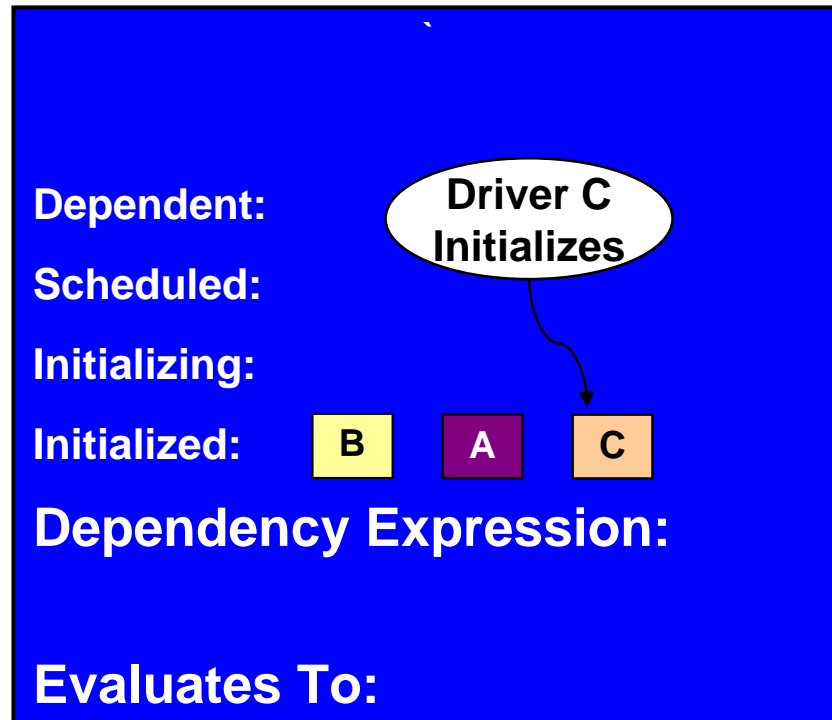 `
Driver C
Initializes
Dependent:
Scheduled:
Initializing:
Initialized: B A C
Dependency Expression:
Evaluates To: